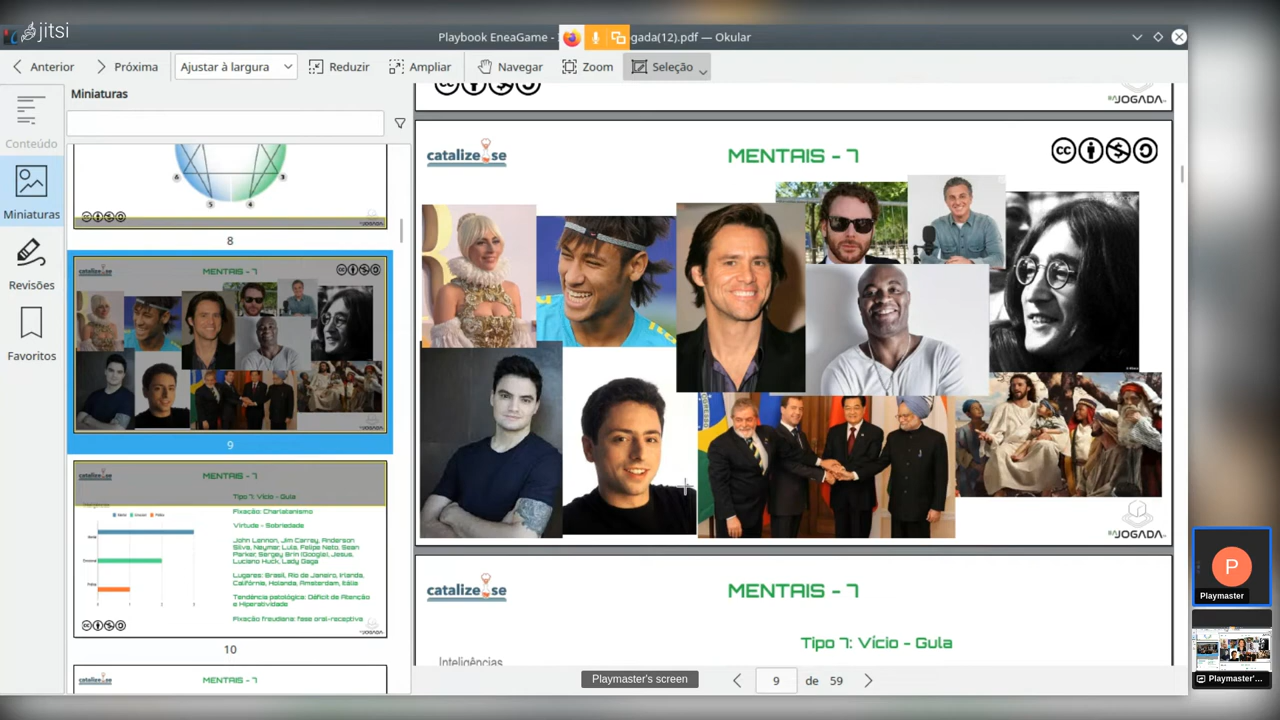 jitsi
Playbook EneaGame -
ogada(12).pdf — Okular
Anterior
Próxima
Ajustar à largura
Reduzir
Ampliar
Navegar
Zoom
Seleção
Conteúdo
Miniaturas
Revisões
Favoritos
Miniaturas
8
catalize-se
MENTAIS - 7
9
catalize-se
MENTAIS - 7
Tipo 7: Vício - Gula
Fixação: Charlatanismo
Virtude - Sobriedade
John Lennon, Jim Carrey, Anderson
Silva, Neymar, Lula, Felipe Neto, Sean
Parker, Sergey Brin (Google), Jesus,
Luciano Huck, Lady Gaga
Lugares: Brasil, Rio de Janeiro, Irlanda,
Califórnia, Holanda, Amsterdam, Itália
Tendência patológica: Déficit de Atenção
e Hiperatividade
Fixação freudiana: fase oral-receptiva
10
MENTAIS - 7
JOGADA
catalize se
MENTAIS - 7
cc
JOGADA
catalize se
MENTAIS - 7
Tipo 7: Vício - Gula
Inteligências
Playmaster's screen
9
de
59
P
Playmaster
Playmaster'...